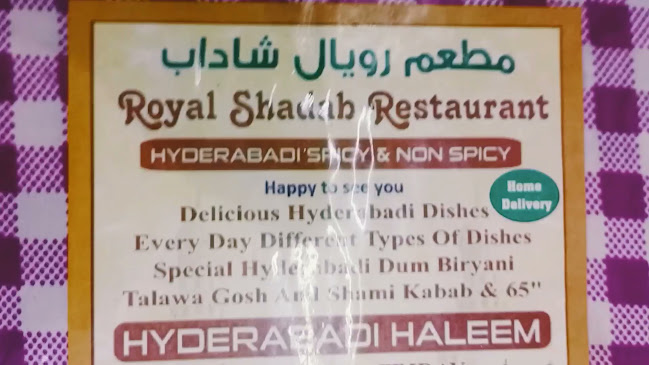 مطعم رويال شاداب
Royal Shadab Restaurant
HYDERABADI SPICY & NON SPICY
Happy to see you
Home
Delivery
Delicious Hyderabadi Dishes
Every Day Different Types Of Dishes
Special Hyderabadi Dum Biryani
Talawa Gosh And Shami Kabab & 65"
HYDERABADI HALEEM